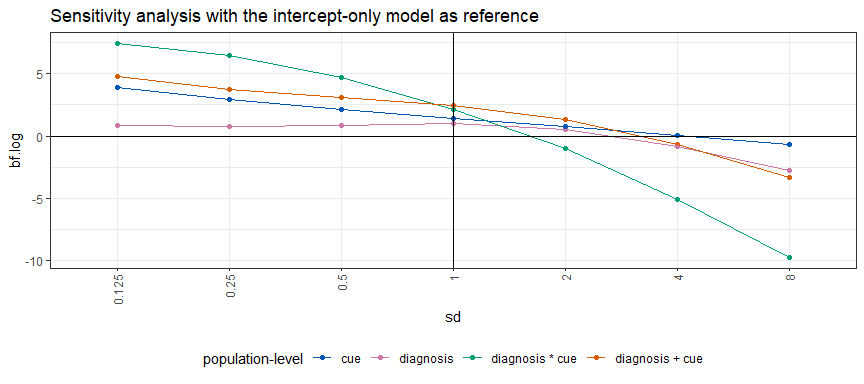 Sensitivity analysis with the intercept-only model as reference
bf.log
5
0
-5
-10
0.125
0.25
0.5
1
2
4
8
sd
population-level cue diagnosis diagnosis * cue diagnosis + cue